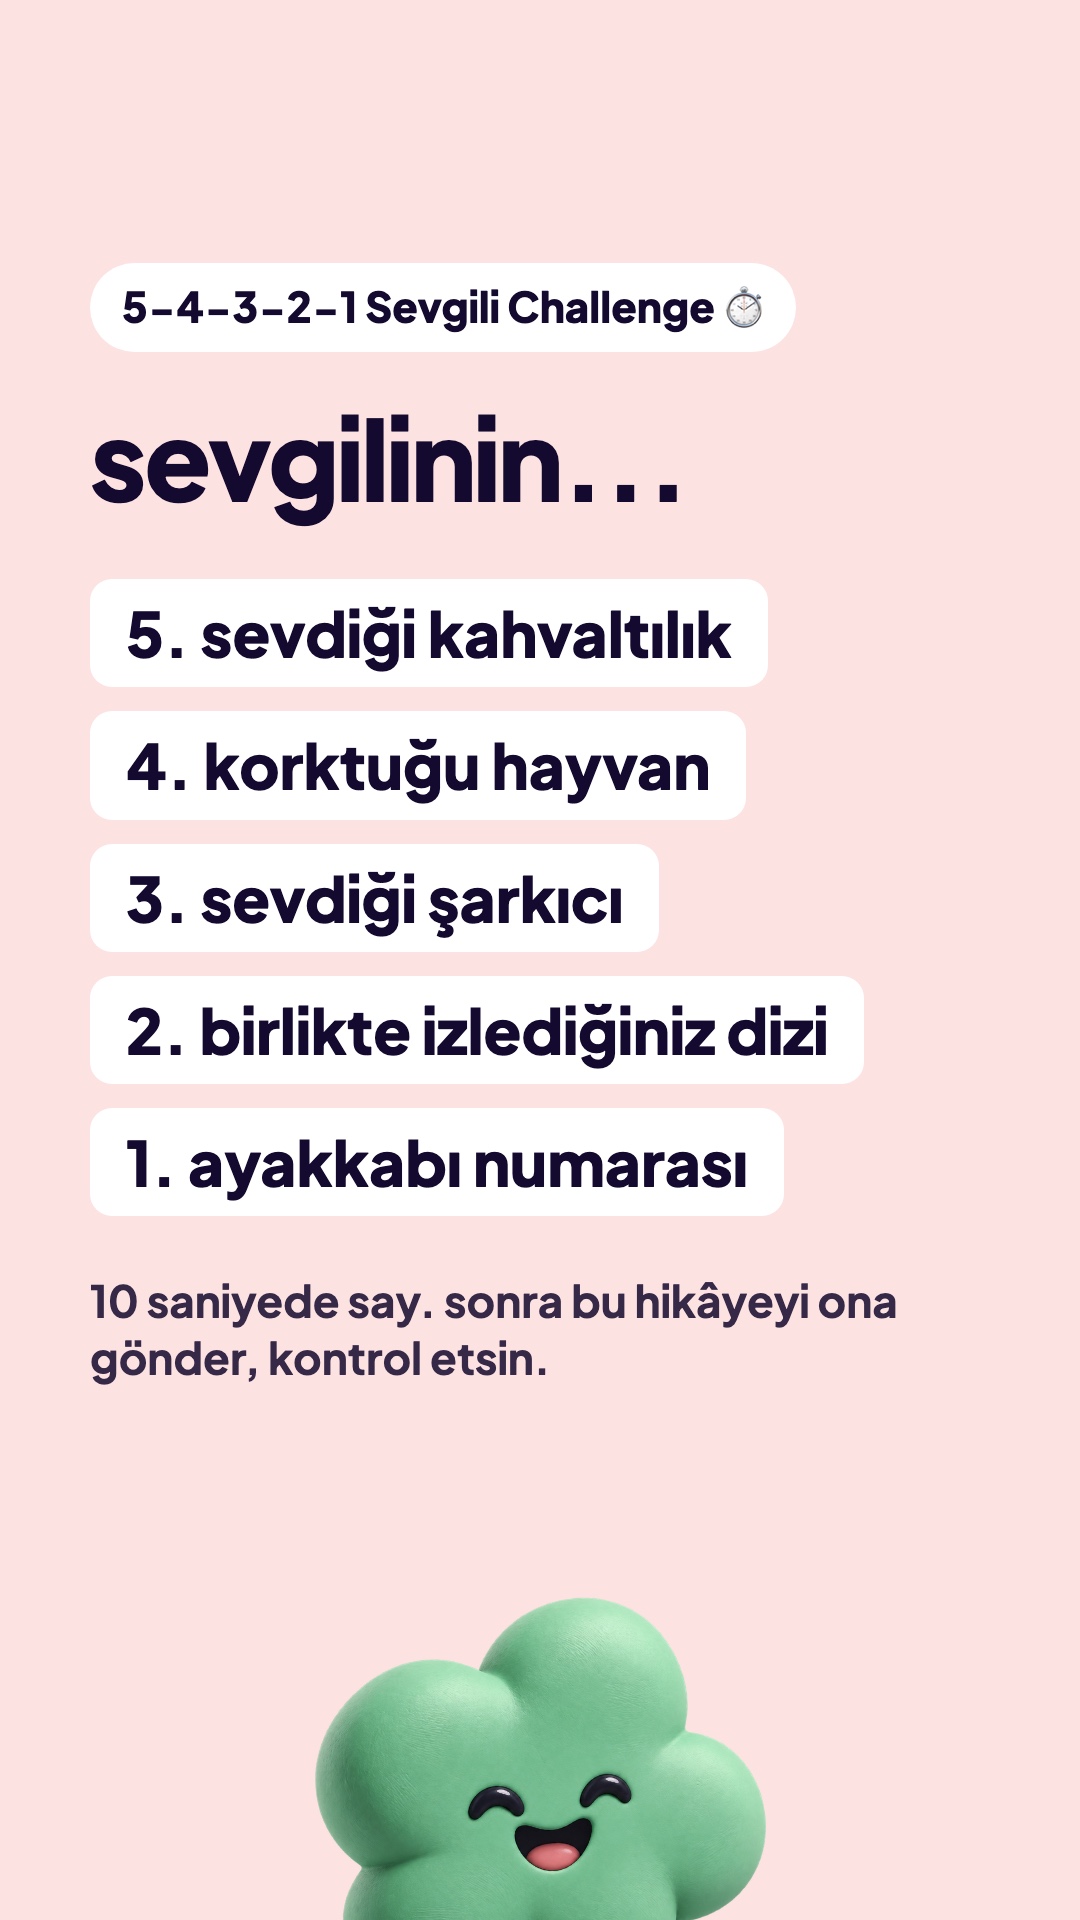 5-4-3-2-1 Sevgili Challenge ⏱️
sevgilinin...
5. sevdiği kahvaltılık
4. korktuğu hayvan
3. sevdiği şarkıcı
2. birlikte izlediğiniz dizi
1. ayakkabı numarası
10 saniyede say. sonra bu hikâyeyi ona
gönder, kontrol etsin.